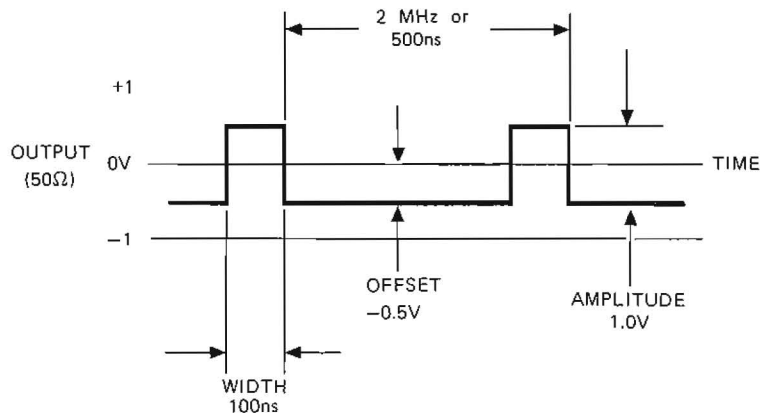 2 MHz or
500ns
+1
OUTPUT
(50Ω)
0V
TIME
−1
OFFSET
−0.5V
AMPLITUDE
1.0V
WIDTH
100ns